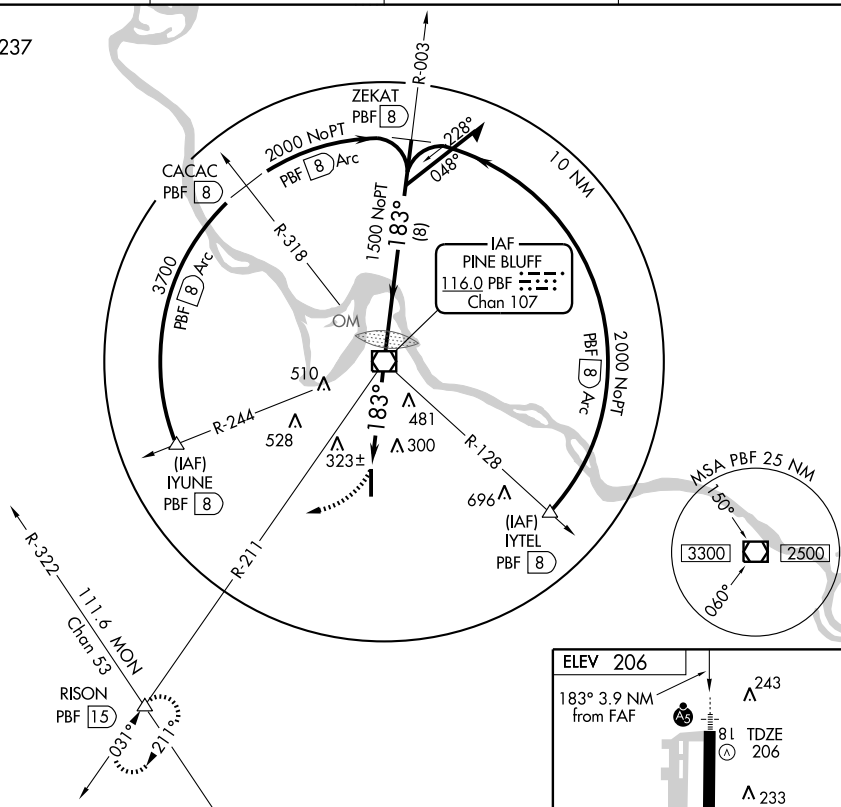 237
R-003
ZEKAT
PBF 8
2000 NoPT
PBF 8 Arc
228°
048°
10 NM
CACAC
PBF 8
R-318
3700
PBF 8 Arc
1500 NoPT
183°
(8)
IAF
PINE BLUFF
116.0 PBF
Chan 107
OM
2000 NoPT
PBF 8 Arc
510
R-244
183°
481
528
323±
300
R-128
(IAF)
IYUNE
PBF 8
696
(IAF)
IYTEL
PBF 8
MSA PBF 25 NM
150°
3300
2500
060°
R-211
R-322
111.6 MON
Chan 53
RISON
PBF 15
031°
211°
ELEV 206
183° 3.9 NM
from FAF
243
A5
18
TDZE
206
A
233